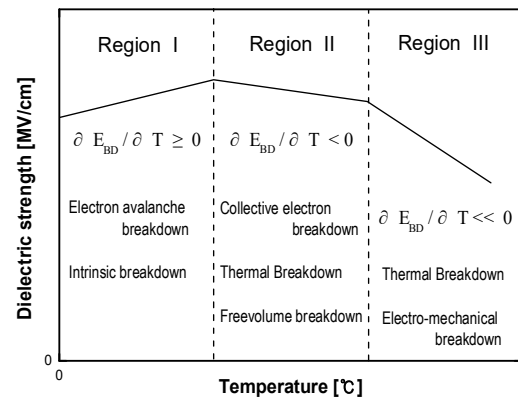 Region I
Region II
Region III
Dielectric strength [MV/cm]
∂ E_BD / ∂ T ≥ 0
∂ E_BD / ∂ T < 0
∂ E_BD / ∂ T << 0
Electron avalanche
breakdown
Intrinsic breakdown
Collective electron
breakdown
Thermal Breakdown
Freevolume breakdown
Thermal Breakdown
Electro-mechanical
breakdown
0
0
Temperature [℃]